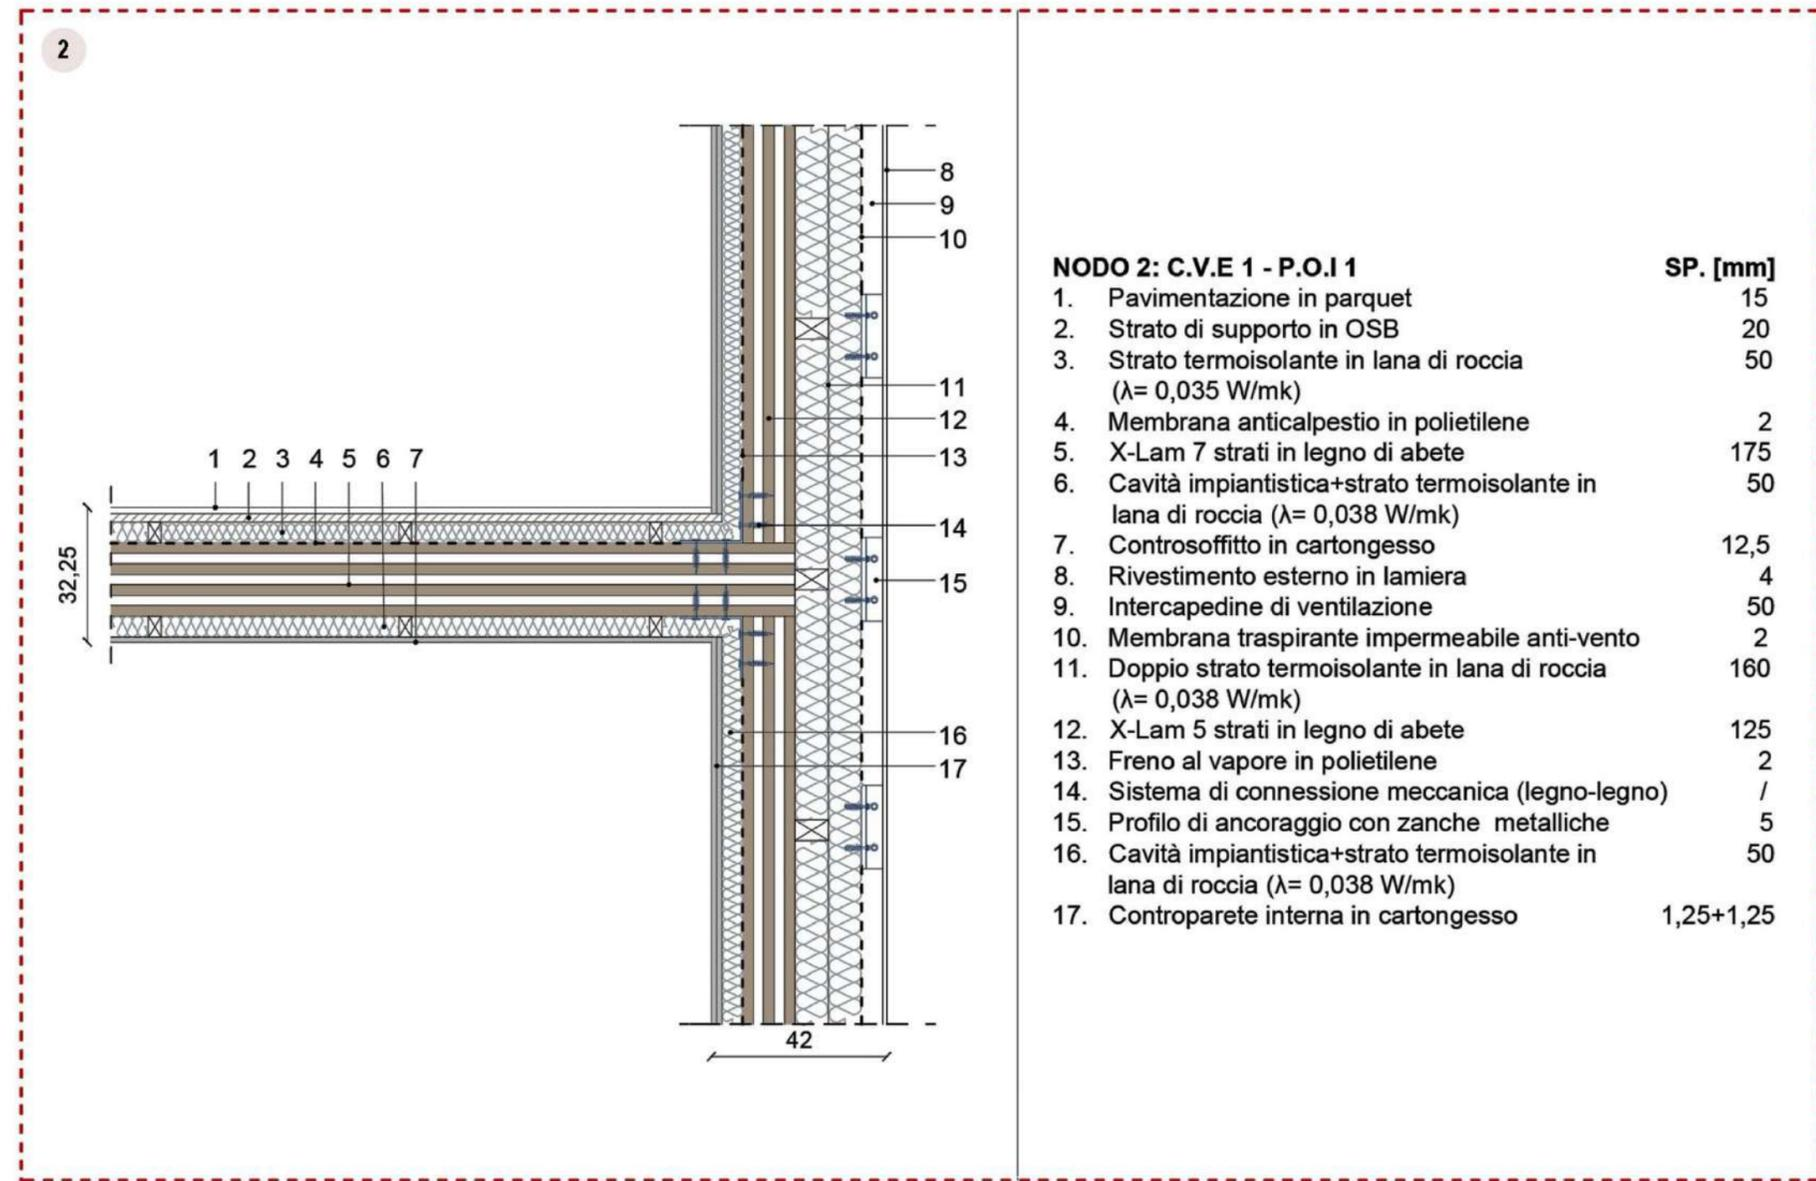 2
8
9
10
11
12
13
1 2 3 4 5 6 7
14
15
32,25
16
17
42
NODO 2: C.V.E 1 - P.O.I 1 SP. [mm]
1. Pavimentazione in parquet 15
2. Strato di supporto in OSB 20
3. Strato termoisolante in lana di roccia 50
(λ= 0,035 W/mk)
4. Membrana anticalpestio in polietilene 2
5. X-Lam 7 strati in legno di abete 175
6. Cavità impiantistica+strato termoisolante in 50
lana di roccia (λ= 0,038 W/mk)
7. Controsoffitto in cartongesso 12,5
8. Rivestimento esterno in lamiera 4
9. Intercapedine di ventilazione 50
10. Membrana traspirante impermeabile anti-vento 2
11. Doppio strato termoisolante in lana di roccia 160
(λ= 0,038 W/mk)
12. X-Lam 5 strati in legno di abete 125
13. Freno al vapore in polietilene 2
14. Sistema di connessione meccanica (legno-legno) /
15. Profilo di ancoraggio con zanche metalliche 5
16. Cavità impiantistica+strato termoisolante in 50
lana di roccia (λ= 0,038 W/mk)
17. Controparete interna in cartongesso 1,25+1,25